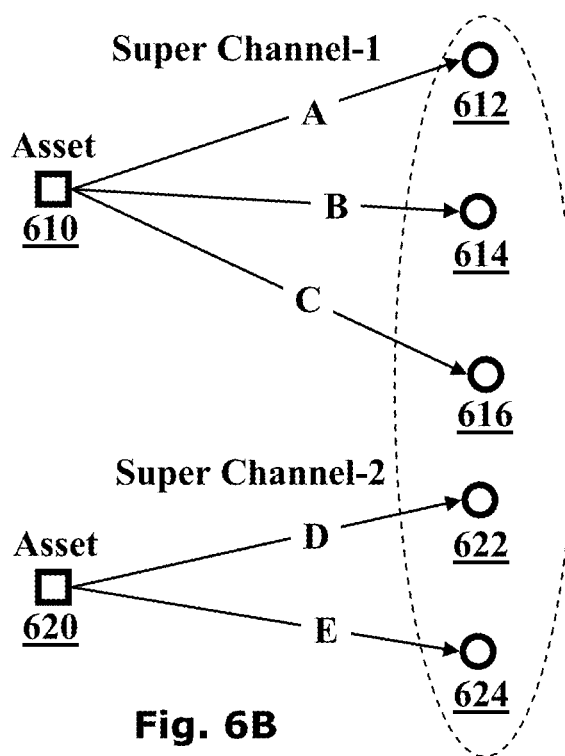 Super Channel-1
612
A
Asset
610
B
614
C
616
Super Channel-2
D
622
Asset
620
E
624
Fig. 6B